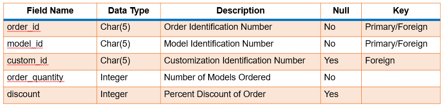 Field Name Data Type Description Null Key
order_id Char(5) Order Identification Number No Primary/Foreign
model_id Char(5) Model Identification Number No Primary/Foreign
custom_id Char(5) Customization Identification Number Yes Foreign
order_quantity Integer Number of Models Ordered No
discount Integer Percent Discount of Order Yes